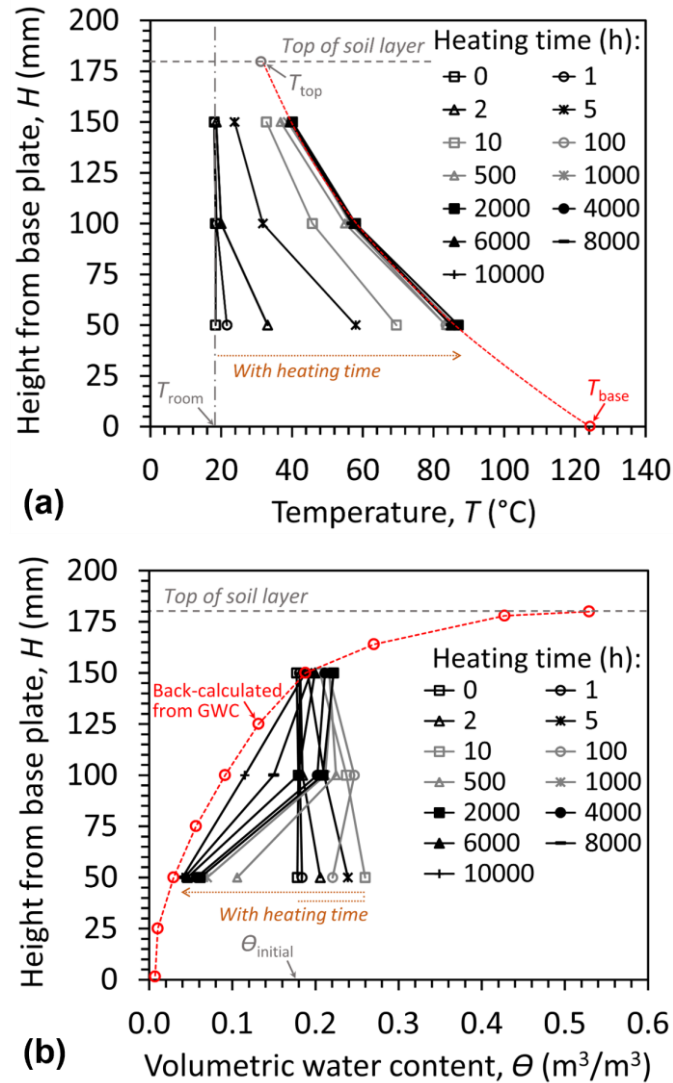 200
175
150
125
100
75
50
25
0
Height from base plate, H (mm)
Top of soil layer
T top
T room
With heating time
T base
Heating time (h):
0 1
2 5
10 100
500 1000
2000 4000
6000 8000
10000
0 20 40 60 80 100 120 140
Temperature, T (°C)
(a)
200
175
150
125
100
75
50
25
0
Height from base plate, H (mm)
Top of soil layer
Back-calculated
from GWC
With heating time
Θ initial
Heating time (h):
0 1
2 5
10 100
500 1000
2000 4000
6000 8000
10000
0.0 0.1 0.2 0.3 0.4 0.5 0.6
Volumetric water content, Θ (m³/m³)
(b)